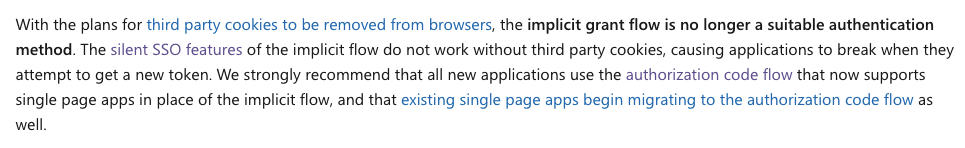 With the plans for third party cookies to be removed from browsers, the implicit grant flow is no longer a suitable authentication
method. The silent SSO features of the implicit flow do not work without third party cookies, causing applications to break when they
attempt to get a new token. We strongly recommend that all new applications use the authorization code flow that now supports
single page apps in place of the implicit flow, and that existing single page apps begin migrating to the authorization code flow as
well.